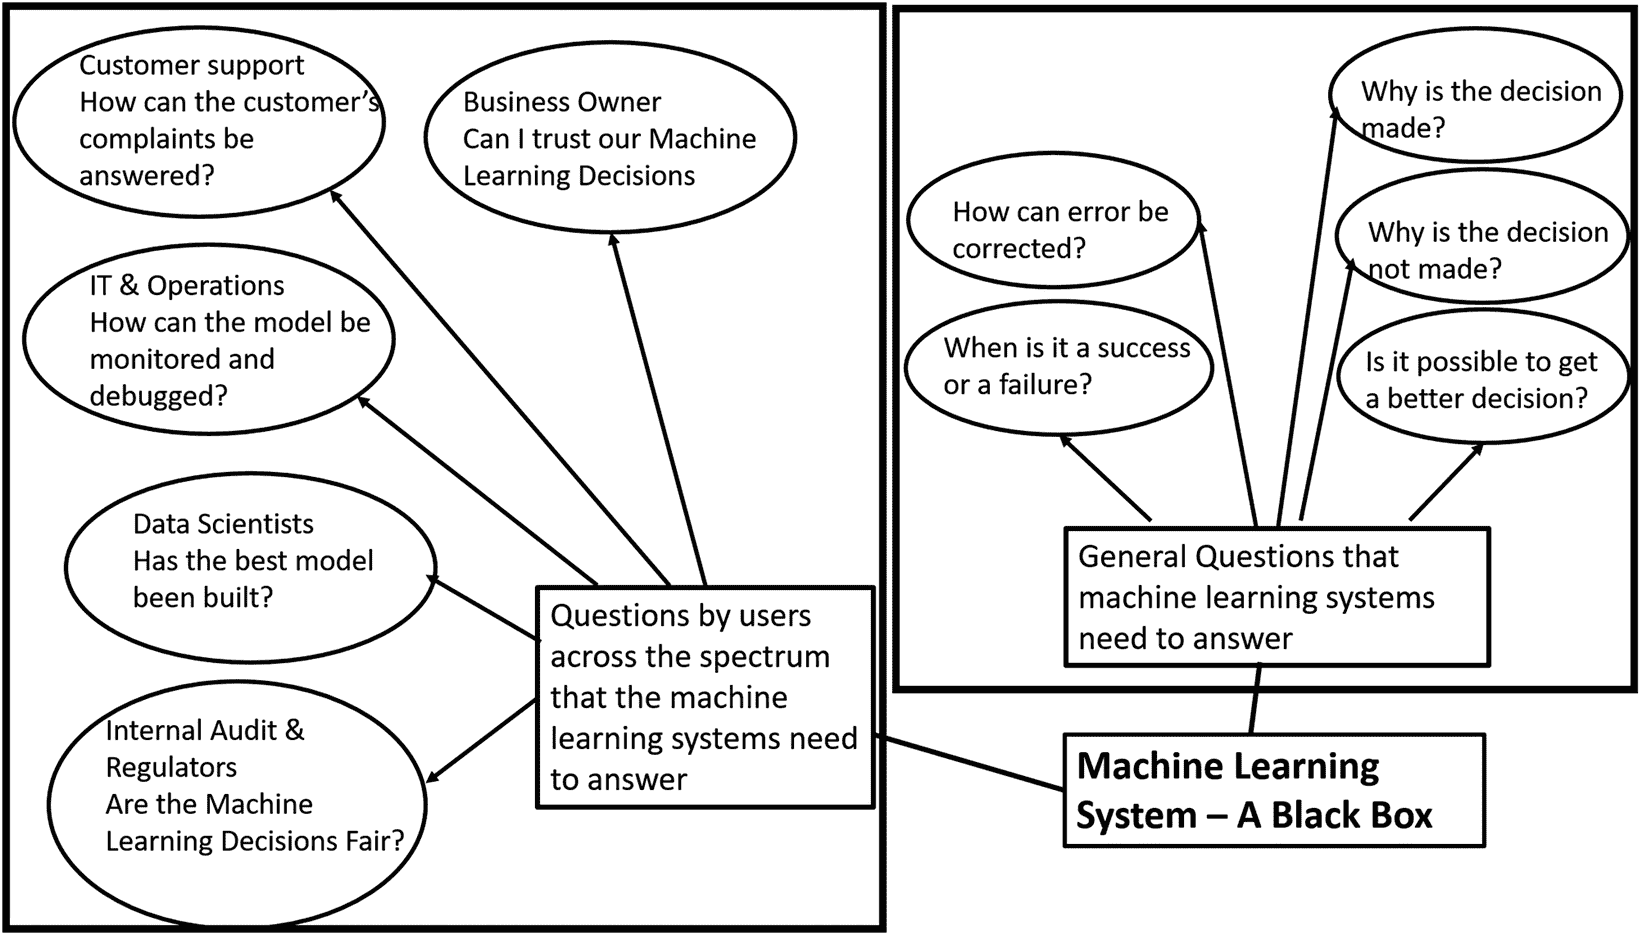 Customer support
How can the customer's
complaints be
answered?
Business Owner
Can I trust our Machine
Learning Decisions
IT & Operations
How can the model be
monitored and
debugged?
Data Scientists
Has the best model
been built?
Internal Audit &
Regulators
Are the Machine
Learning Decisions Fair?
Questions by users
across the spectrum
that the machine
learning systems need
to answer
How can error be
corrected?
When is it a success
or a failure?
Why is the decision
made?
Why is the decision
not made?
Is it possible to get
a better decision?
General Questions that
machine learning systems
need to answer
Machine Learning
System – A Black Box